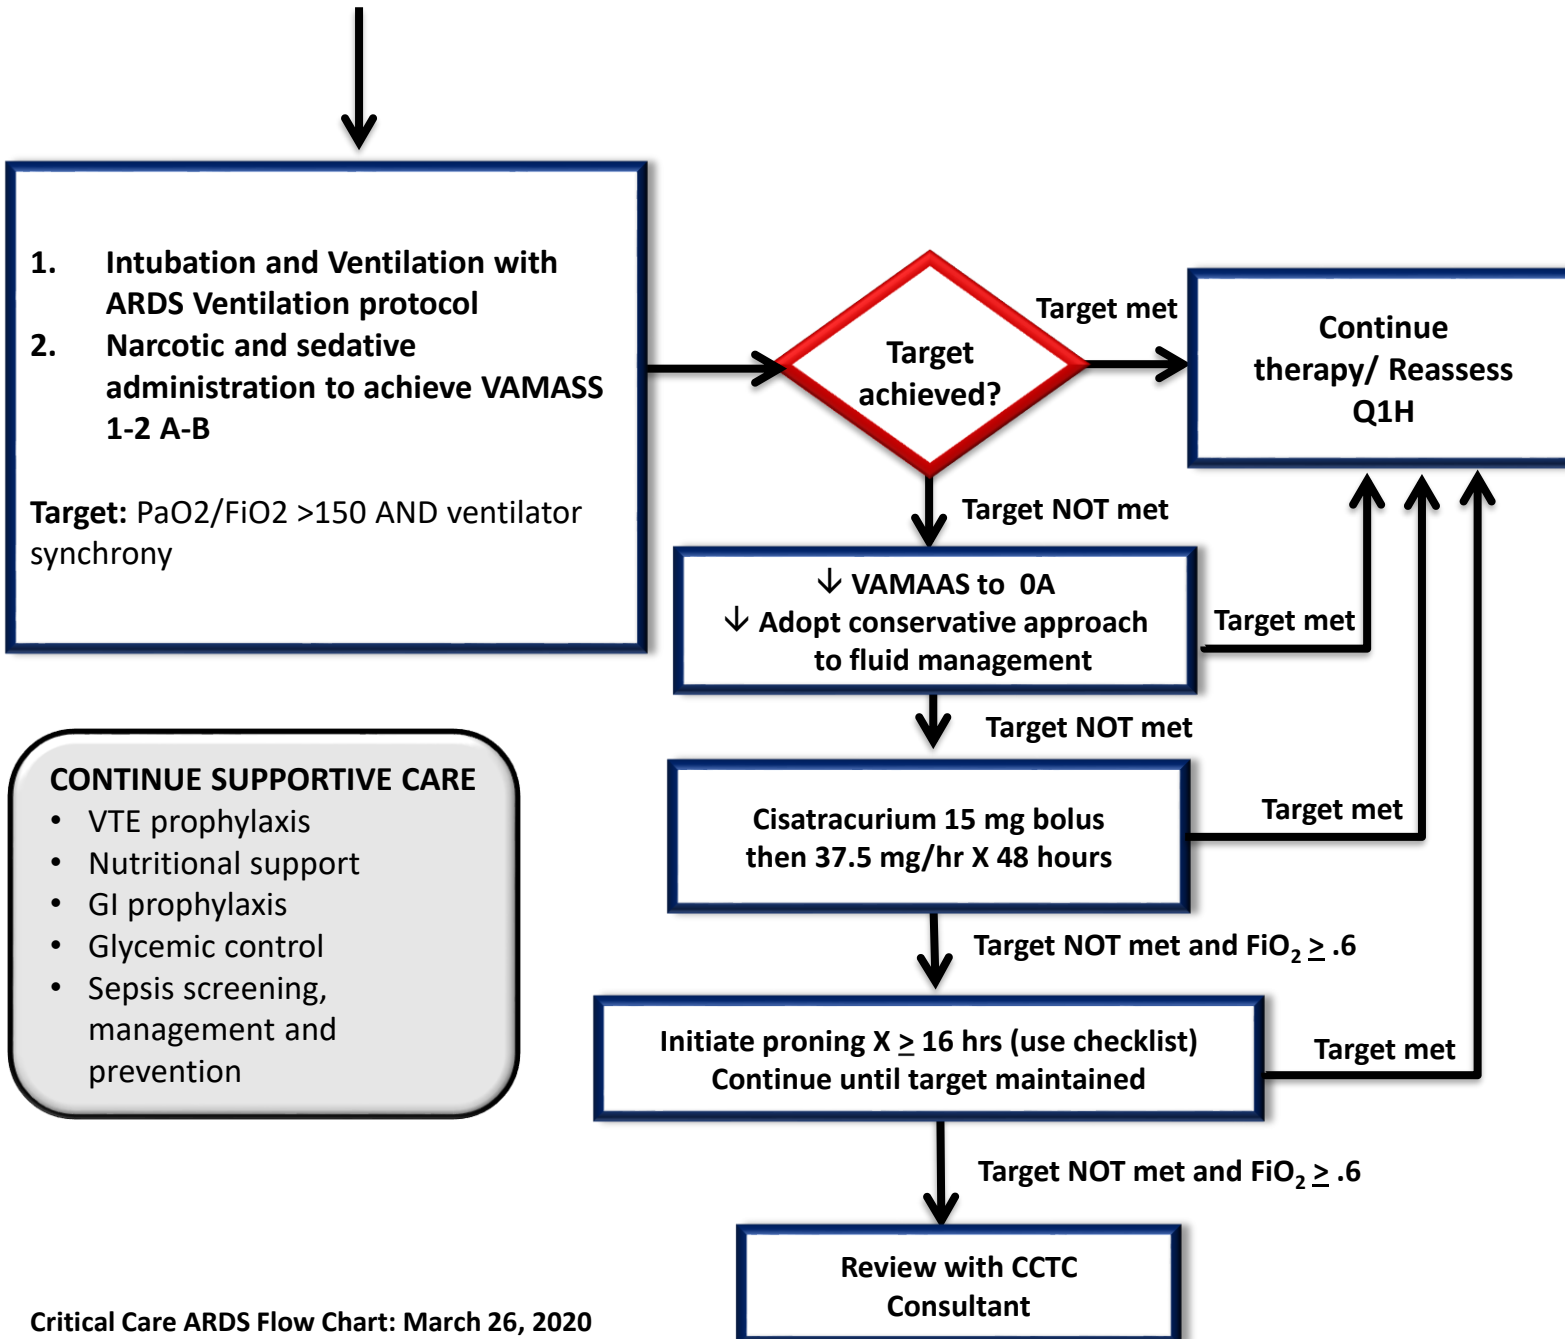 1. Intubation and Ventilation with
ARDS Ventilation protocol
2. Narcotic and sedative
administration to achieve VAMASS
1-2 A-B
Target: PaO2/FiO2 >150 AND ventilator
synchrony
Target
achieved?
Target met
Continue
therapy/ Reassess
Q1H
Target NOT met
↓ VAMAAS to 0A
↓ Adopt conservative approach
to fluid management
Target met
Target NOT met
Cisatracurium 15 mg bolus
then 37.5 mg/hr X 48 hours
Target met
Target NOT met and FiO₂ ≥ .6
Initiate proning X ≥ 16 hrs (use checklist)
Continue until target maintained
Target met
Target NOT met and FiO₂ ≥ .6
Review with CCTC
Consultant
CONTINUE SUPPORTIVE CARE
• VTE prophylaxis
• Nutritional support
• GI prophylaxis
• Glycemic control
• Sepsis screening,
management and
prevention
Critical Care ARDS Flow Chart: March 26, 2020